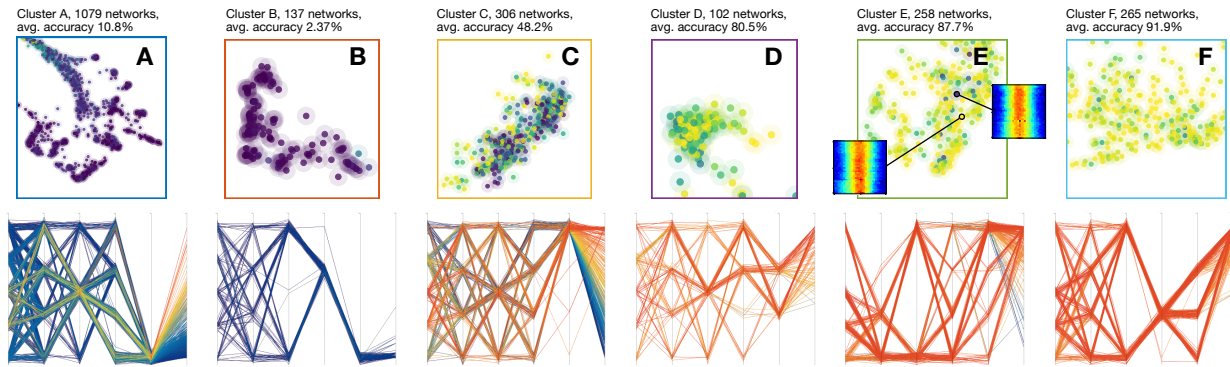 Cluster A, 1079 networks,
avg. accuracy 10.8%
Cluster B, 137 networks,
avg. accuracy 2.37%
Cluster C, 306 networks,
avg. accuracy 48.2%
Cluster D, 102 networks,
avg. accuracy 80.5%
Cluster E, 258 networks,
avg. accuracy 87.7%
Cluster F, 265 networks,
avg. accuracy 91.9%
A
B
C
D
E
F